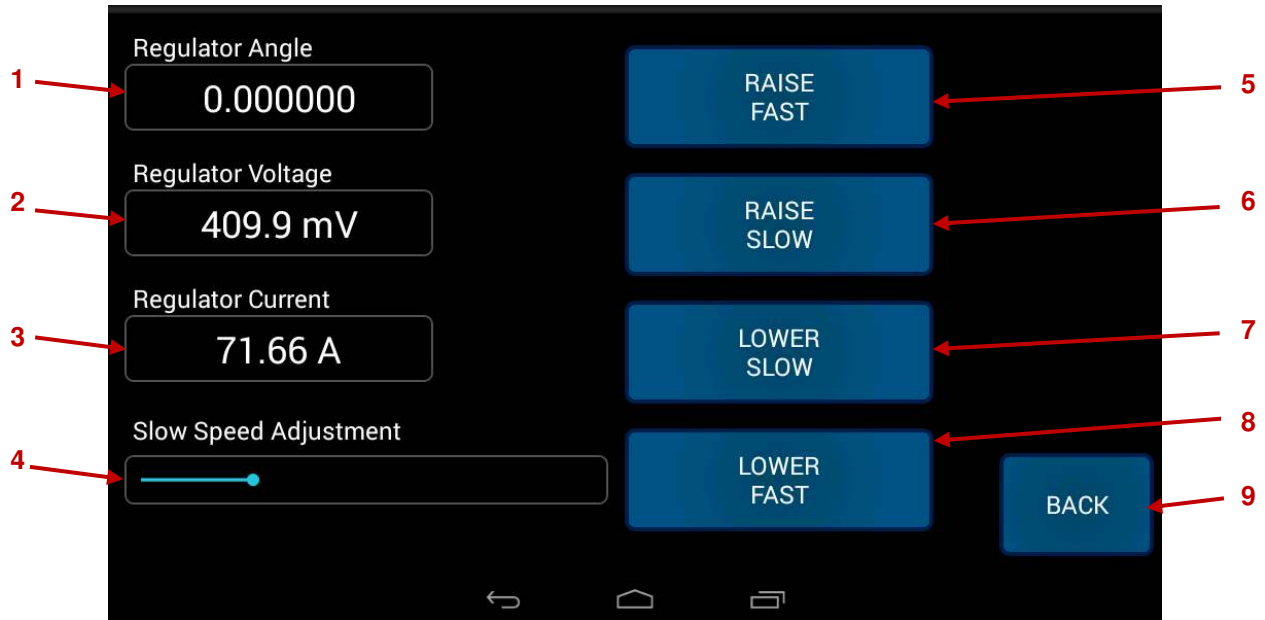 Regulator Angle
1
0.000000
RAISE
FAST
5
Regulator Voltage
2
409.9 mV
RAISE
SLOW
6
Regulator Current
3
71.66 A
LOWER
SLOW
7
Slow Speed Adjustment
4
LOWER
FAST
8
BACK
9